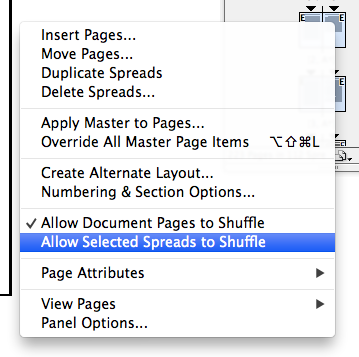 E E
E
Insert Pages...
Move Pages...
Duplicate Spreads
Delete Spreads...
Apply Master to Pages...
Override All Master Page Items ⌥⇧⌘L
Create Alternate Layout...
Numbering & Section Options...
✓ Allow Document Pages to Shuffle
Allow Selected Spreads to Shuffle
Page Attributes ▶
View Pages ▶
Panel Options...